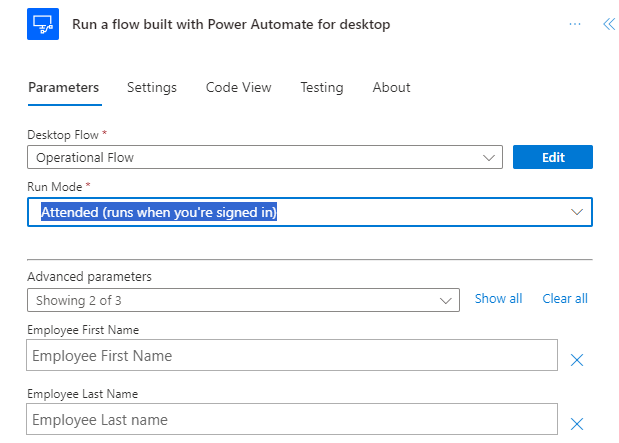 Run a flow built with Power Automate for desktop
Parameters Settings Code View Testing About
Desktop Flow *
Operational Flow Edit
Run Mode *
Attended (runs when you're signed in)
Advanced parameters
Showing 2 of 3 Show all Clear all
Employee First Name
Employee First Name
Employee Last Name
Employee Last name